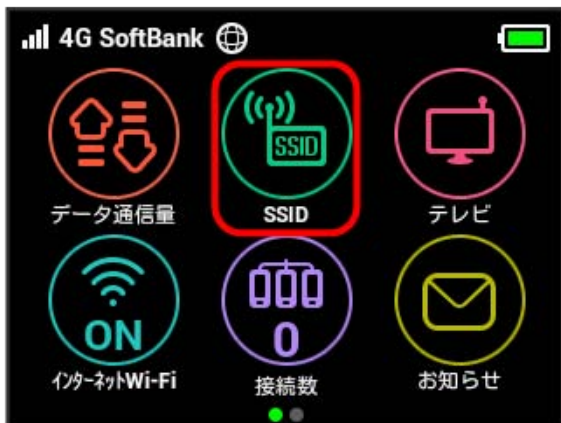 4G SoftBank
SSID
データ通信量
SSID
テレビ
ON
0
インターネットWi-Fi
接続数
お知らせ